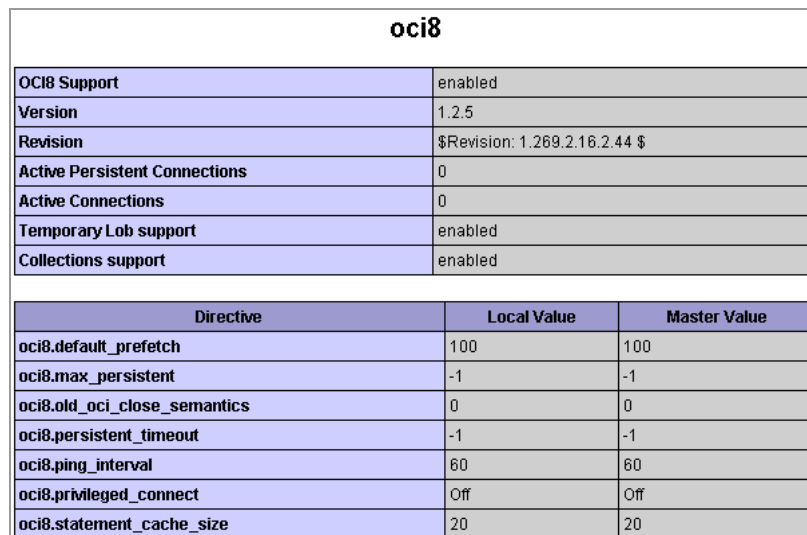 oci8
OCI8 Support enabled
Version 1.2.5
Revision $Revision: 1.269.2.16.2.44 $
Active Persistent Connections 0
Active Connections 0
Temporary Lob support enabled
Collections support enabled
Directive Local Value Master Value
oci8.default_prefetch 100 100
oci8.max_persistent -1 -1
oci8.old_oci_close_semantics 0 0
oci8.persistent_timeout -1 -1
oci8.ping_interval 60 60
oci8.privileged_connect Off Off
oci8.statement_cache_size 20 20